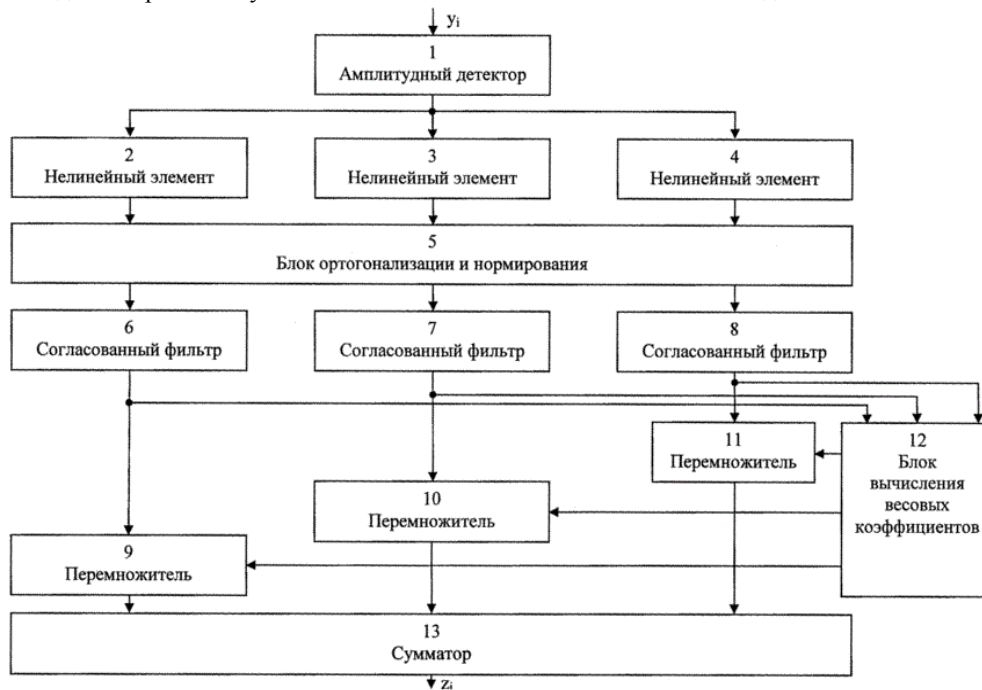 yᵢ
1
Амплитудный детектор
2
Нелинейный элемент
3
Нелинейный элемент
4
Нелинейный элемент
5
Блок ортогонализации и нормирования
6
Согласованный фильтр
7
Согласованный фильтр
8
Согласованный фильтр
11
Перемножитель
12
Блок
вычисления
весовых
коэффициентов
10
Перемножитель
9
Перемножитель
13
Сумматор
zᵢ